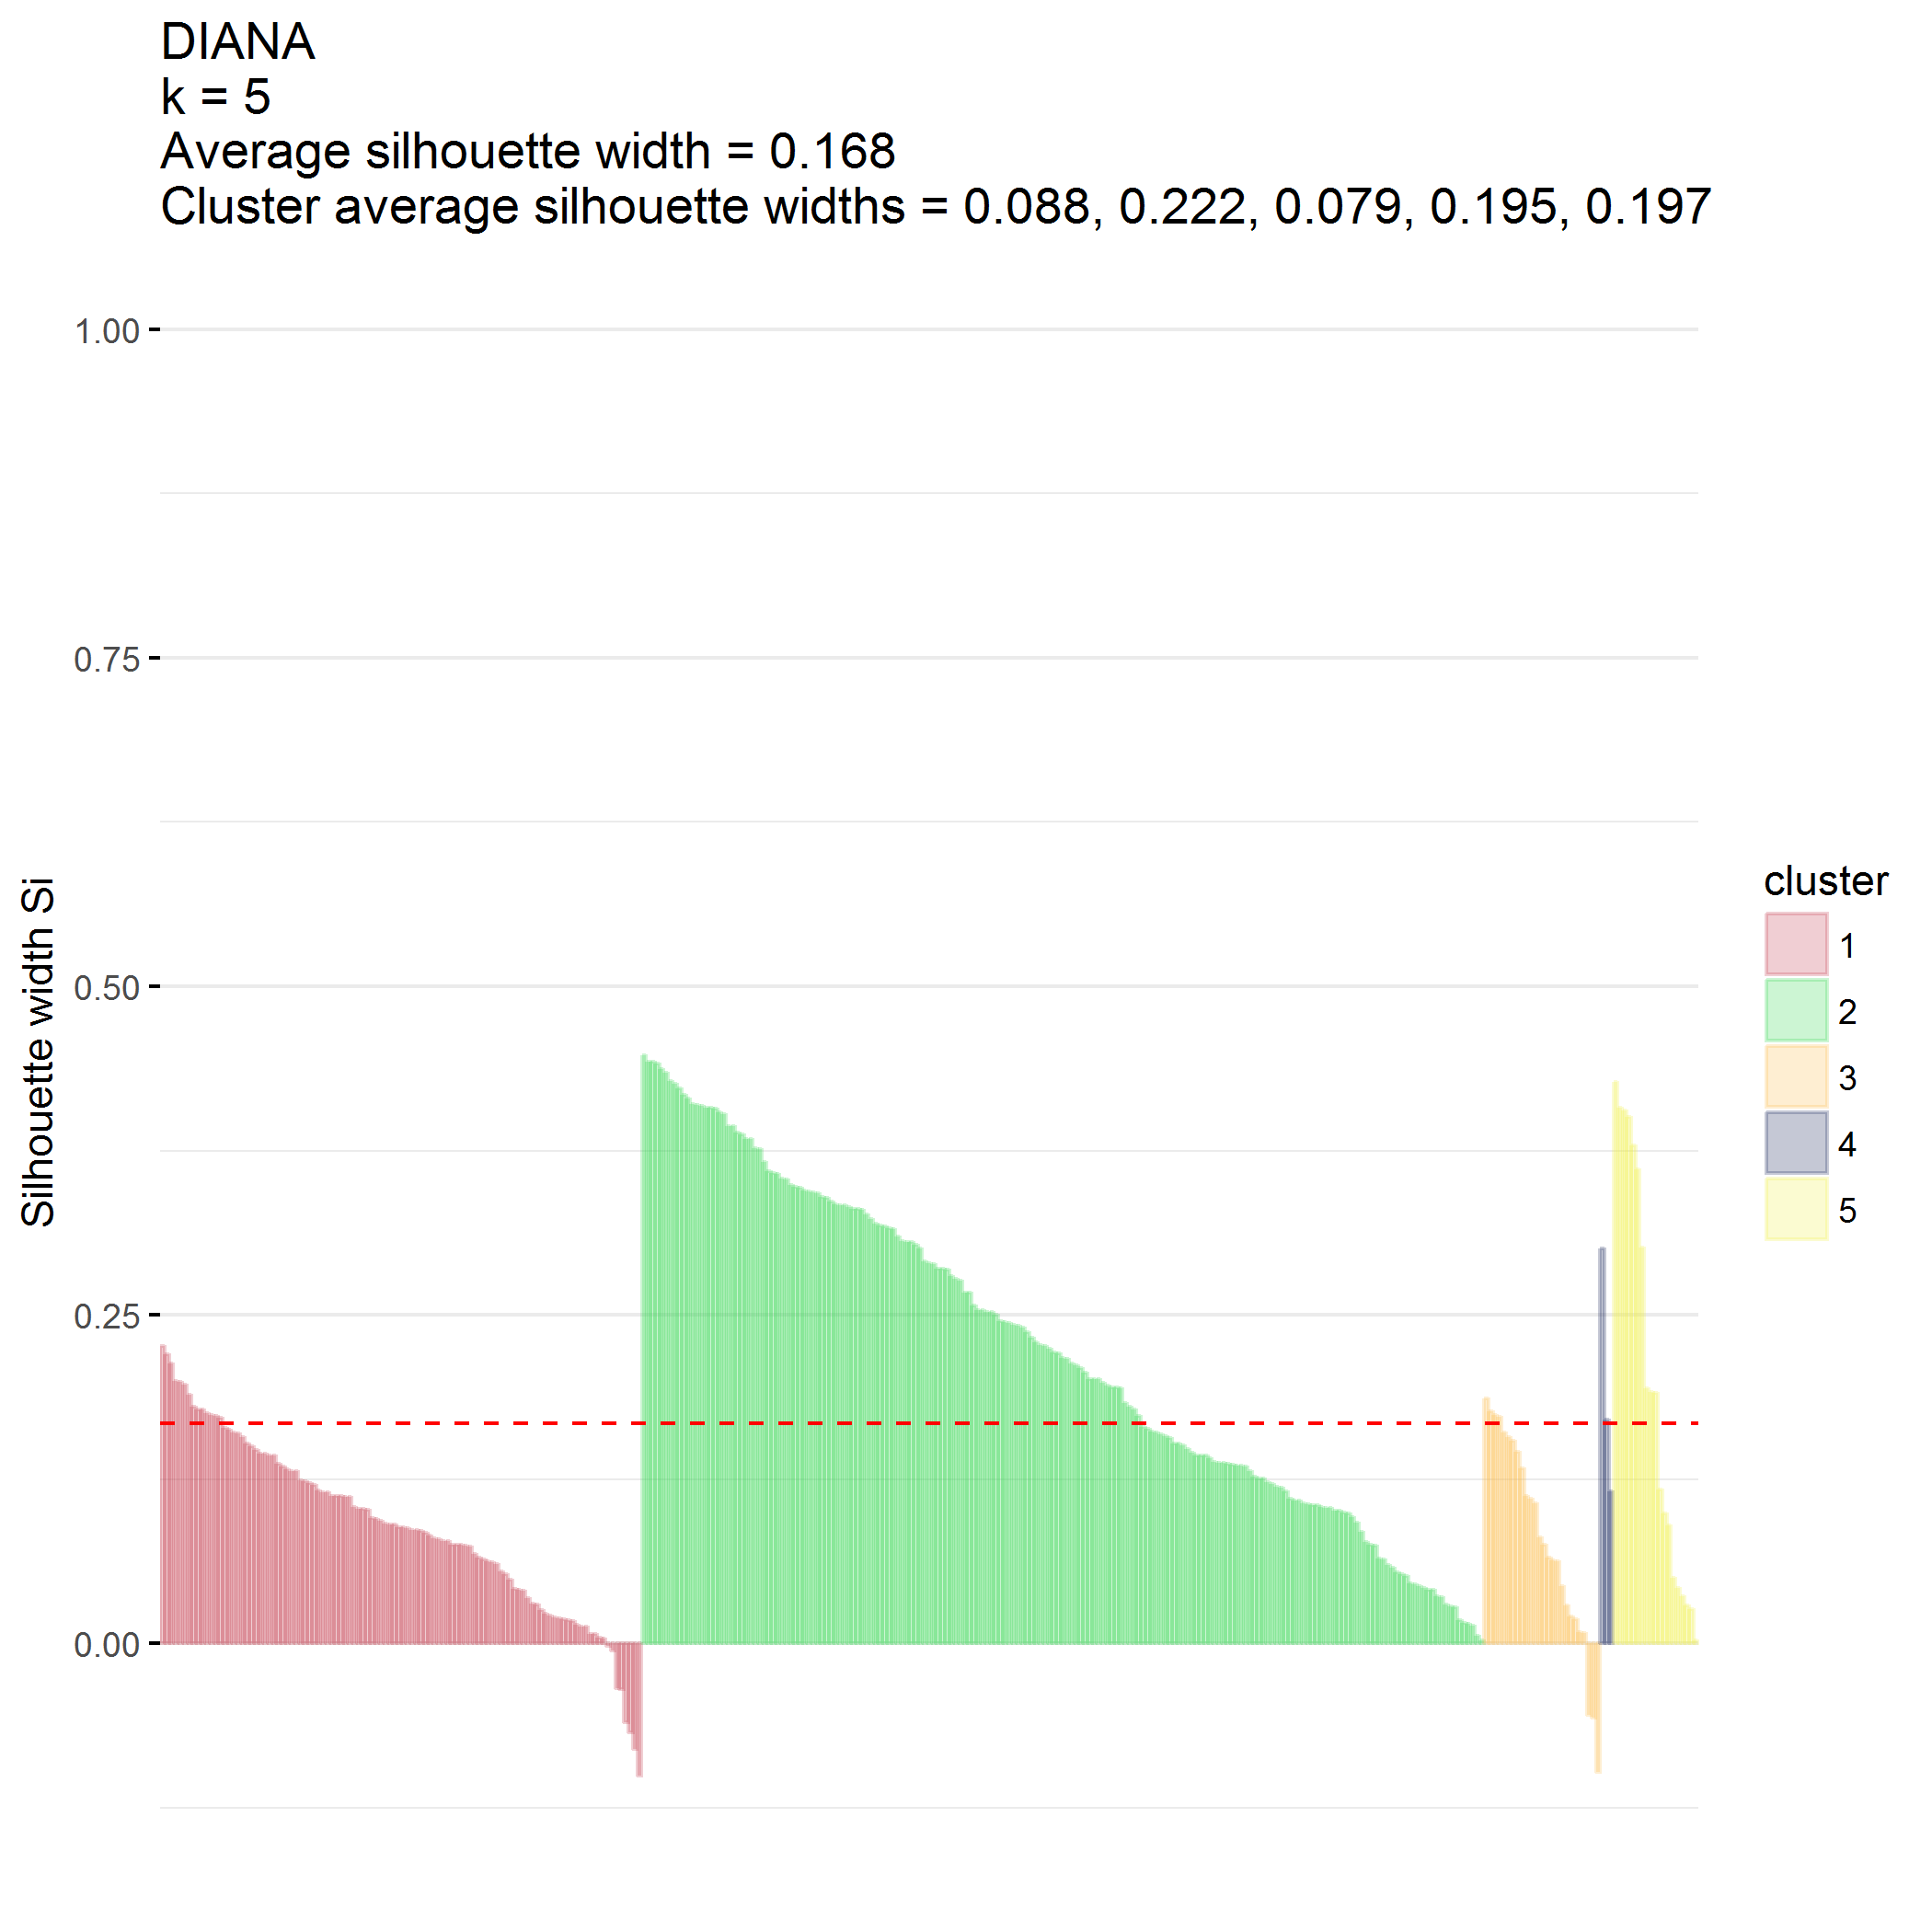 DIANA
k = 5
Average silhouette width = 0.168
Cluster average silhouette widths = 0.088, 0.222, 0.079, 0.195, 0.197
1.00
0.75
0.50
0.25
0.00
Silhouette width Si
cluster
1
2
3
4
5